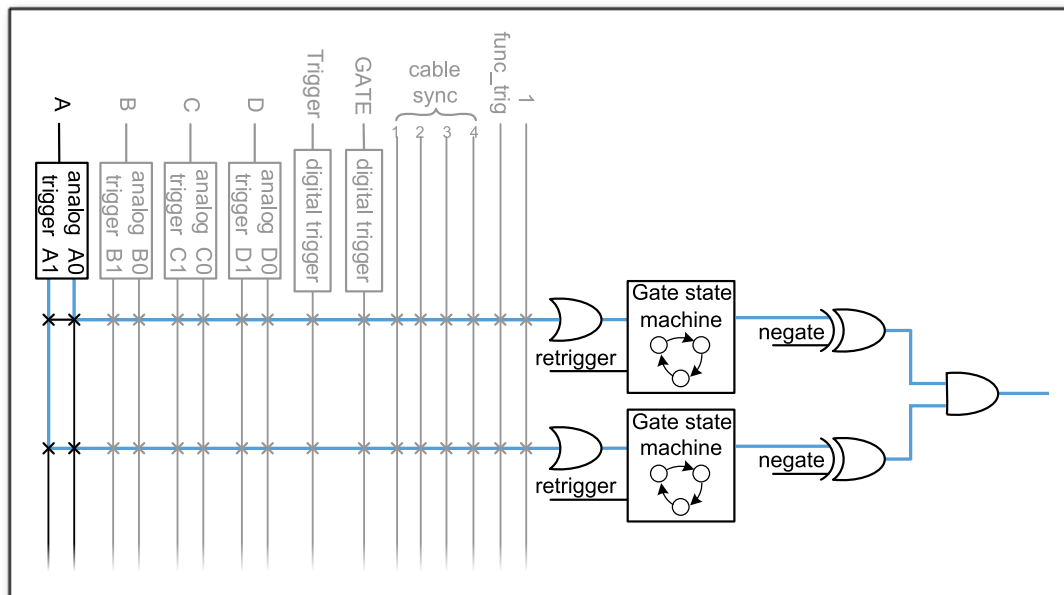 A
B
C
D
Trigger
GATE
cable
sync
func_trig
1
1
2
3
4
analog A0
trigger A1
analog B0
trigger B1
analog C0
trigger C1
analog D0
trigger D1
digital trigger
digital trigger
retrigger
Gate state
machine
negate
retrigger
Gate state
machine
negate